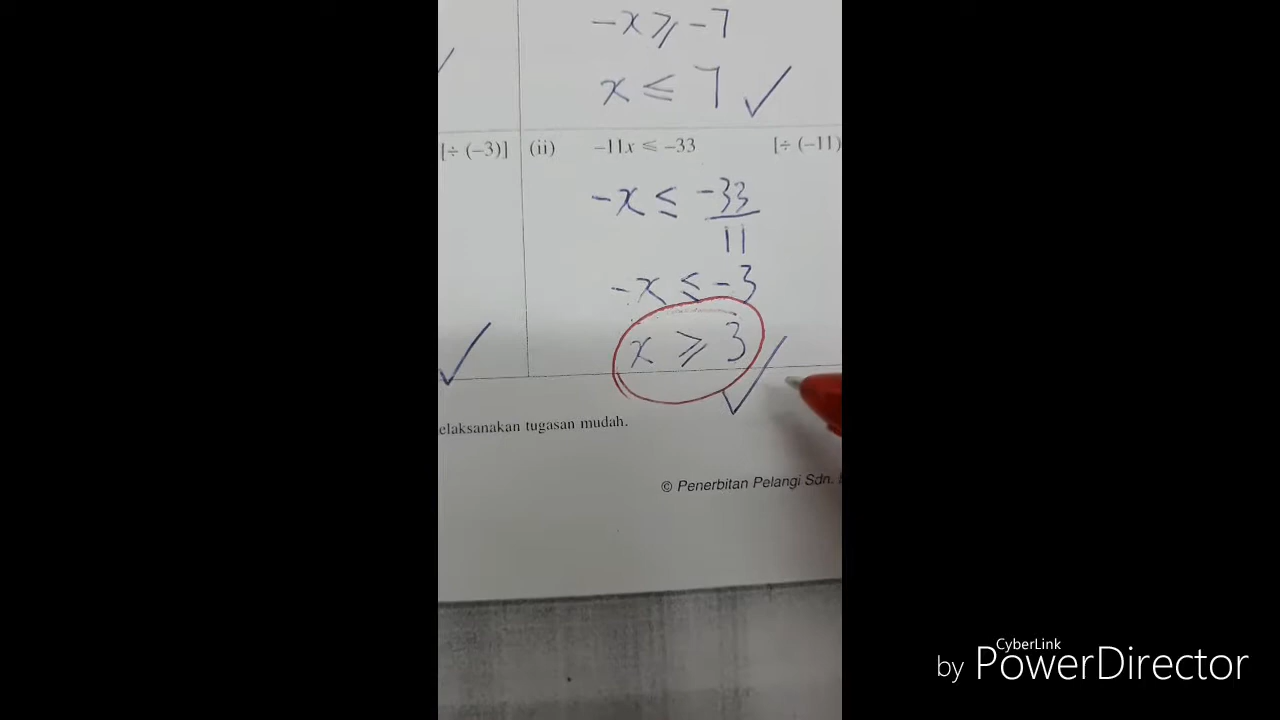 -x ⩾ -7
x ≤ 7 ✓
[÷ (–3)]
(ii) –11x ⩽ –33 [÷ (–11)
-x ≤ -33/11
-x ≤ -3
x ⩾ 3 ✓
elaksanakan tugasan mudah.
© Penerbitan Pelangi Sdn.
CyberLink
by PowerDirector